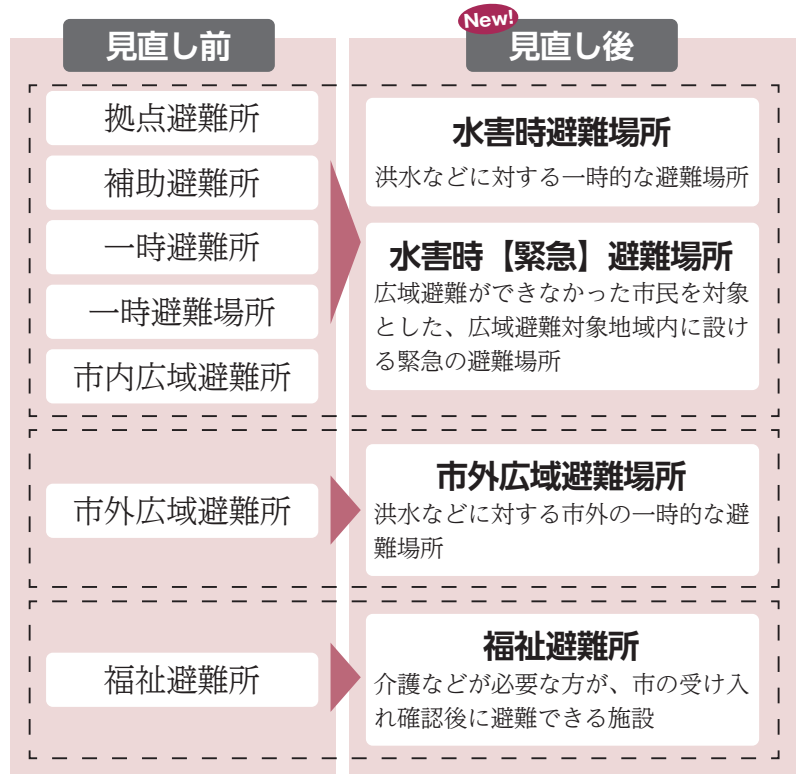 見直し前
New!
見直し後
拠点避難所
補助避難所
一時避難所
一時避難場所
市内広域避難所
水害時避難場所
洪水などに対する一時的な避難場所
水害時【緊急】避難場所
広域避難ができなかった市民を対象
とした、広域避難対象地域内に設け
る緊急の避難場所
市外広域避難所
市外広域避難場所
洪水などに対する市外の一時的な避
難場所
福祉避難所
福祉避難所
介護などが必要な方が、市の受け入
れ確認後に避難できる施設